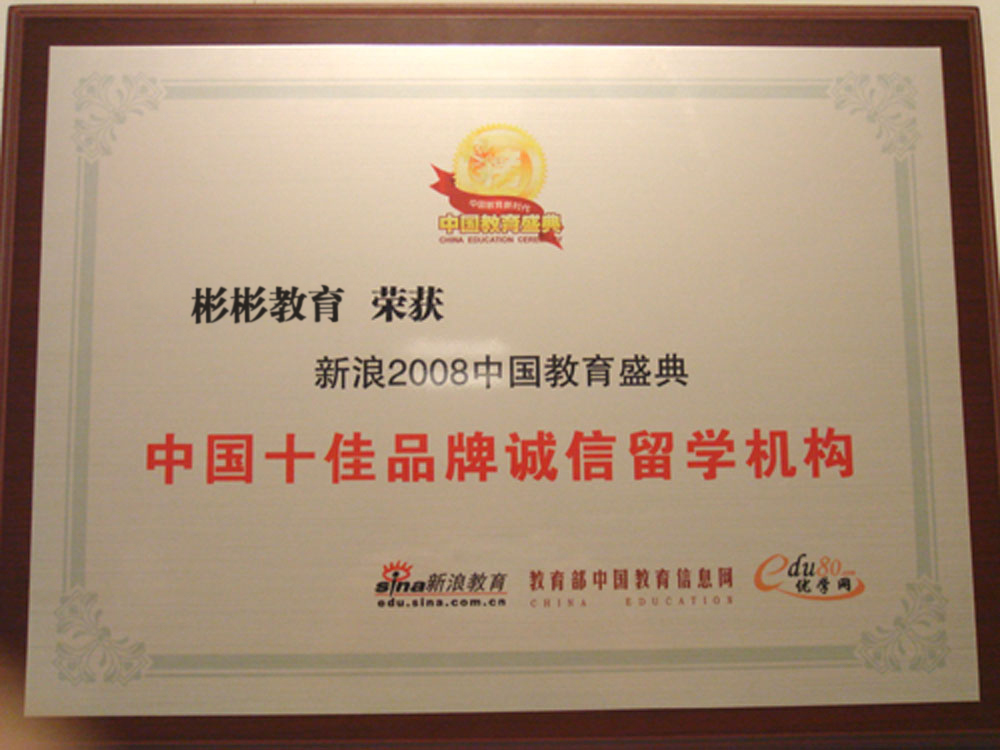 中国教育新时代
中国教育盛典
CHINA EDUCATION
彬彬教育 荣获
新浪2008中国教育盛典
中国十佳品牌诚信留学机构
sina新浪教育 教育部中国教育信息网 edu80.com
edu.sina.com.cn CHINA EDUCATION 优学网